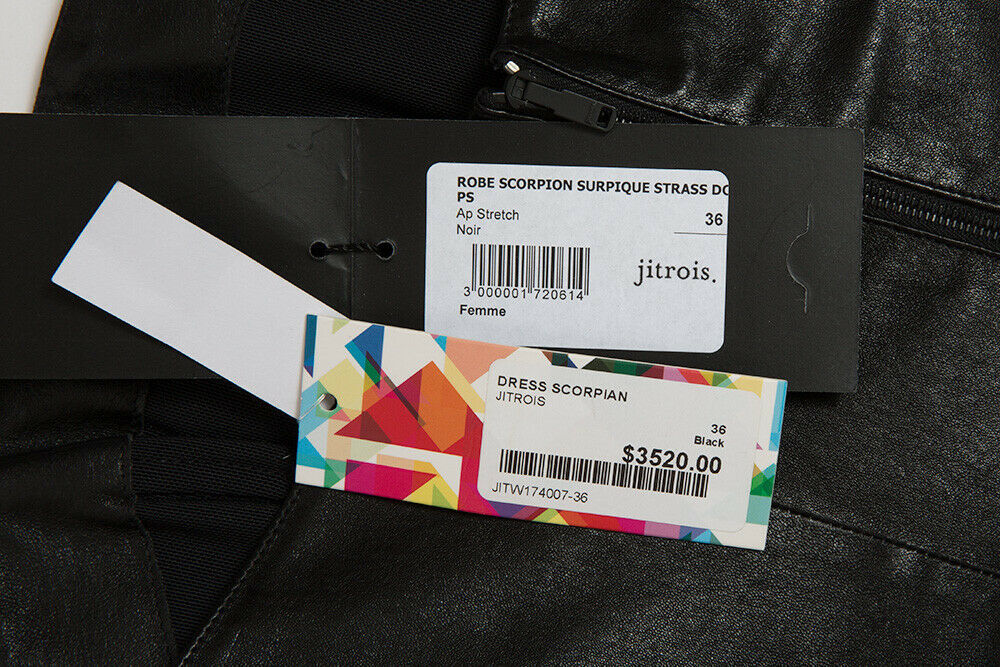 ROBE SCORPION SURPIQUE STRASS
PS
Ap Stretch
36
Noir
jitrois.
3 000001 720614
Femme
DRESS SCORPIAN
JITROIS
36
Black
$3520.00
JITW174007-36